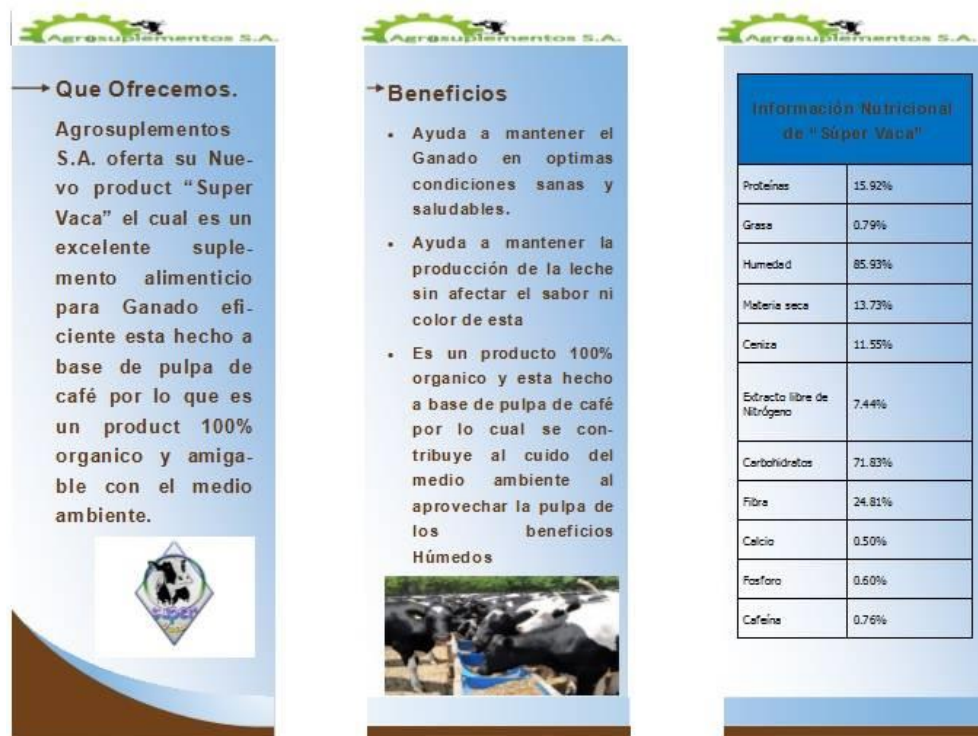 Agrosuplementos S.A.
Que Ofrecemos.
Agrosuplementos
S.A. oferta su Nue-
vo product “Super
Vaca” el cual es un
excelente suple-
mento alimenticio
para Ganado efi-
ciente esta hecho a
base de pulpa de
café por lo que es
un product 100%
organico y amiga-
ble con el medio
ambiente.
Super
Agrosuplementos S.A.
Beneficios
• Ayuda a mantener el
Ganado en optimas
condiciones sanas y
saludables.
• Ayuda a mantener la
producción de la leche
sin afectar el sabor ni
color de esta
• Es un producto 100%
organico y esta hecho
a base de pulpa de café
por lo cual se con-
tribuye al cuido del
medio ambiente al
aprovechar la pulpa de
los beneficios
Húmedos
Agrosuplementos S.A.
Información Nutricional
de “Súper Vaca”
Proteínas 15.92%
Grasa 0.79%
Humedad 85.93%
Materia seca 13.73%
Ceniza 11.55%
Extracto libre de
Nitrógeno 7.44%
Carbohidratos 71.83%
Fibra 24.81%
Calcio 0.50%
Fosforo 0.60%
Cafeína 0.76%